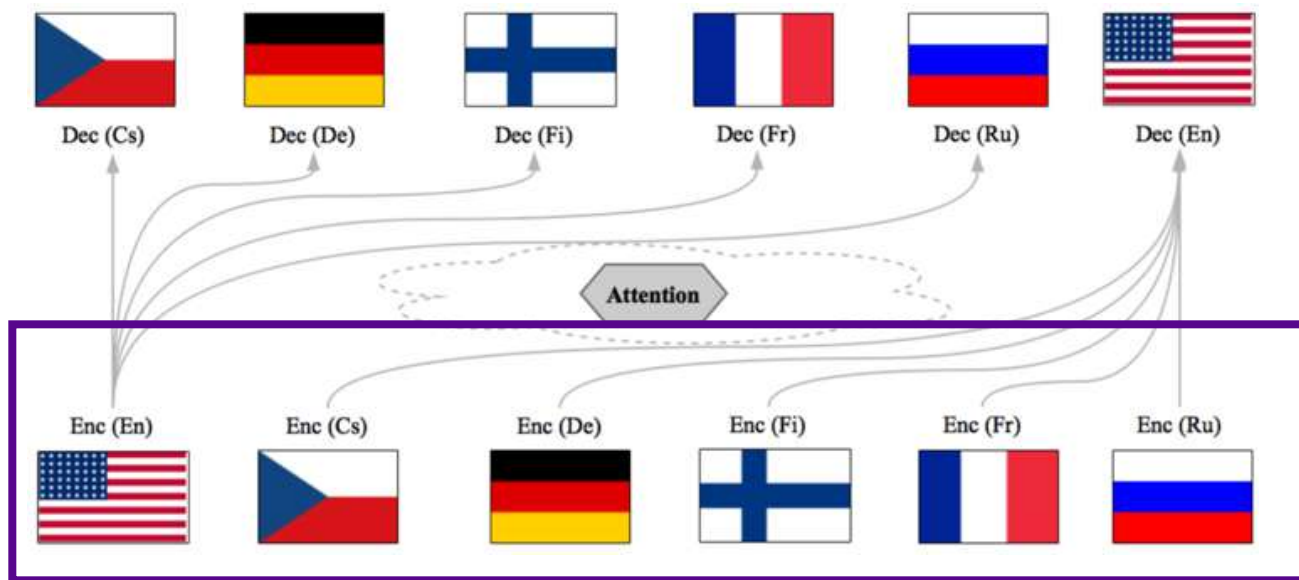 Dec (Cs) Dec (De) Dec (Fi) Dec (Fr) Dec (Ru) Dec (En)
Attention
Enc (En) Enc (Cs) Enc (De) Enc (Fi) Enc (Fr) Enc (Ru)